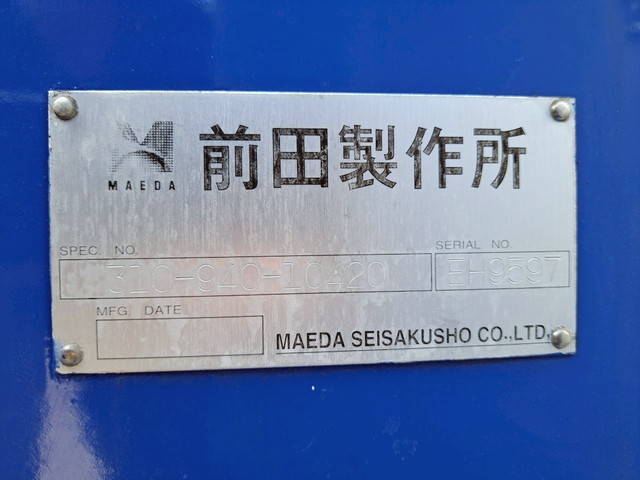 前田製作所
MAEDA
SPEC. NO.
SERIAL NO.
310-940-10420
EH9597
MFG. DATE
MAEDA SEISAKUSHO CO.,LTD.